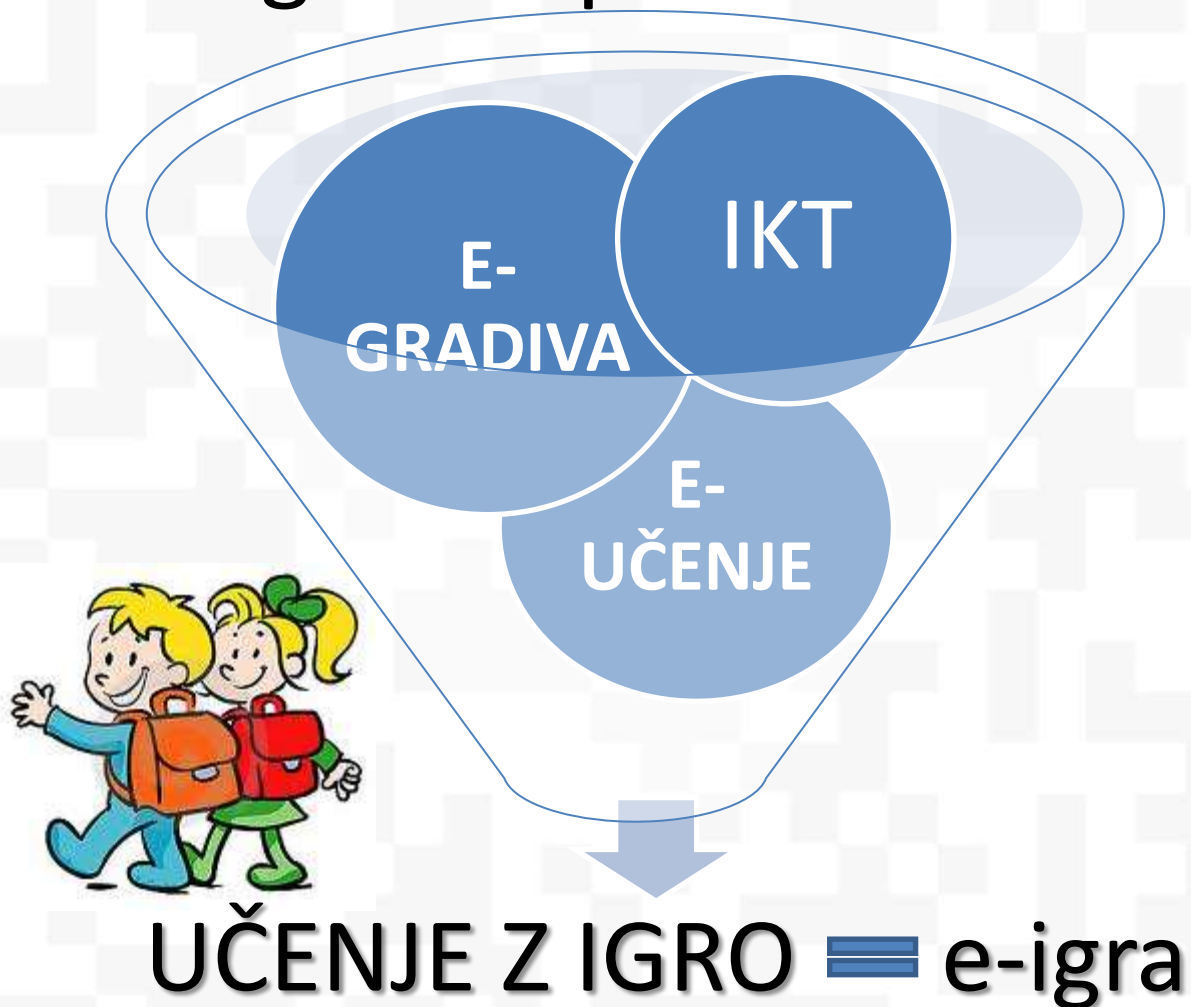 IKT
E-
GRADIVA
E-
UČENJE
UČENJE Z IGRO = e-igra